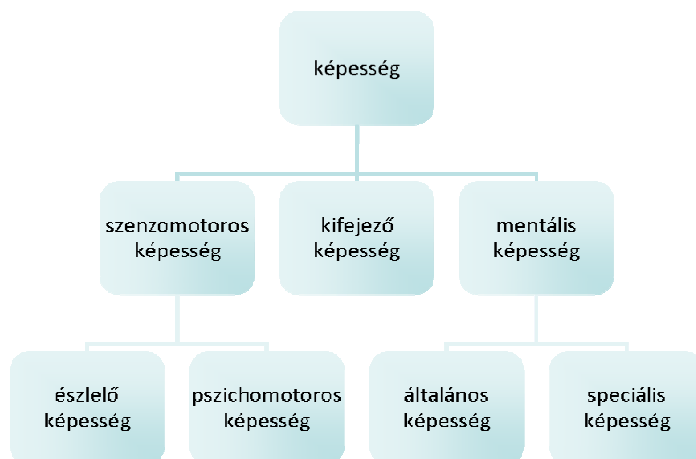 képesség
szenzomotoros
képesség
kifejező
képesség
mentális
képesség
észlelő
képesség
pszichomotoros
képesség
általános
képesség
speciális
képesség